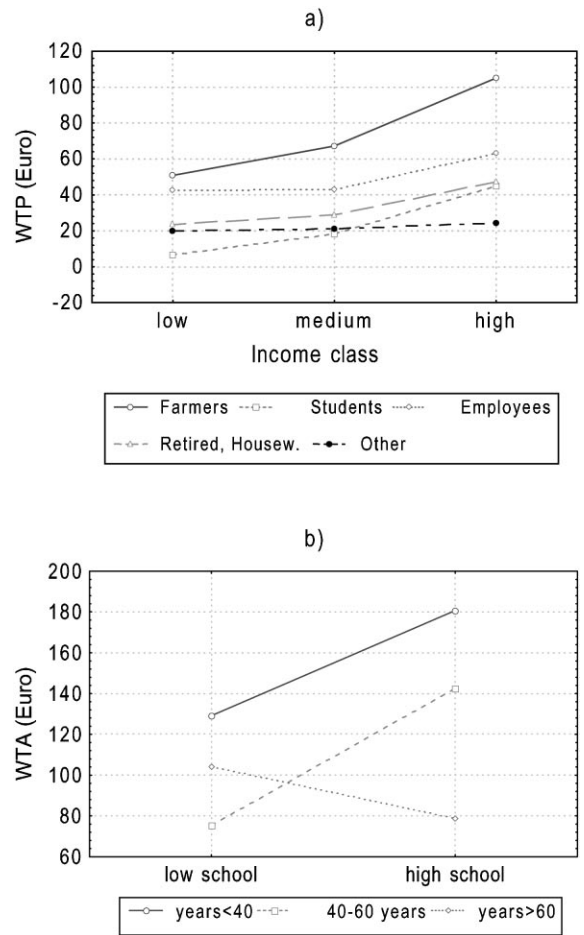 a)
120
100
80
60
40
20
0
-20
WTP (Euro)
low medium high
Income class
Farmers Students Employees
Retired, Housew. Other
b)
200
180
160
140
120
100
80
60
WTA (Euro)
low school high school
years<40 40-60 years years>60